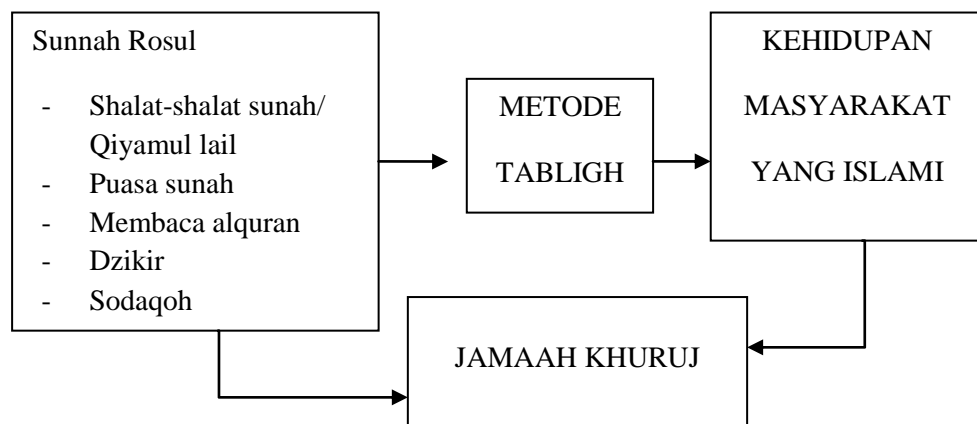 Sunnah Rosul
- Shalat-shalat sunah/
Qiyamul lail
- Puasa sunah
- Membaca alquran
- Dzikir
- Sodaqoh
METODE
TABLIGH
KEHIDUPAN
MASYARAKAT
YANG ISLAMI
JAMAAH KHURUJ